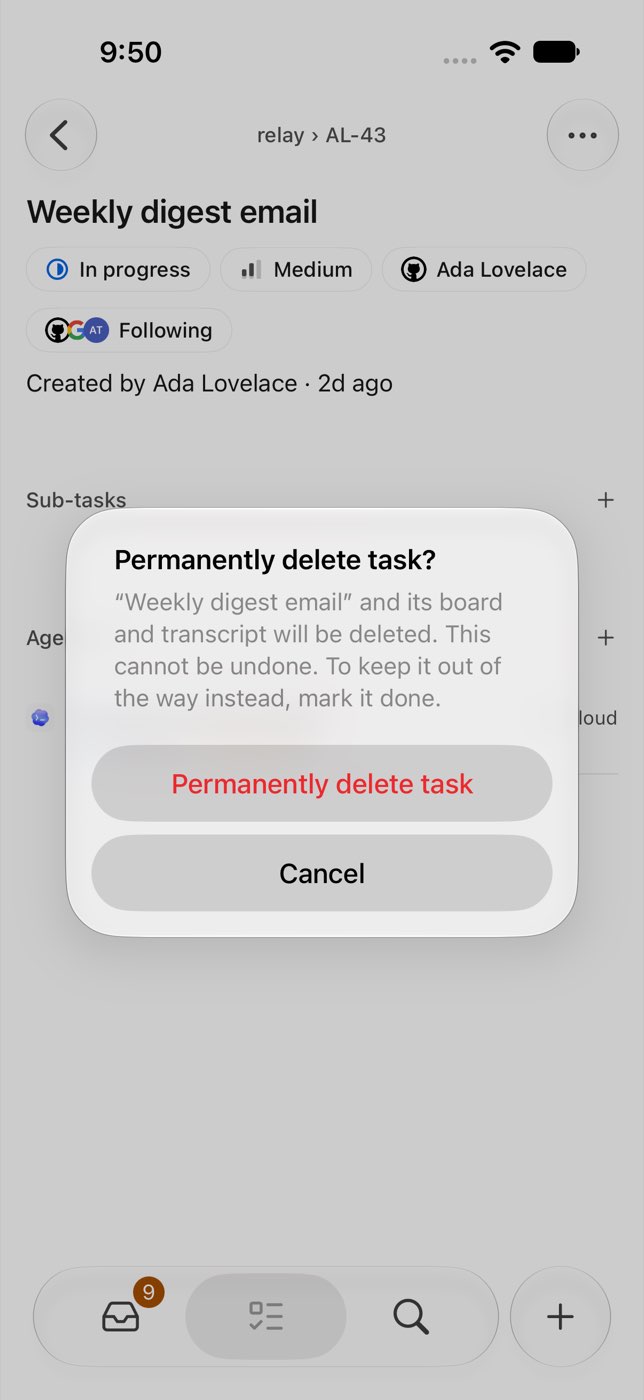 9:50
relay › AL-43
Weekly digest email
In progress
Medium
Ada Lovelace
AT
Following
Created by Ada Lovelace · 2d ago
Sub-tasks
Permanently delete task?
“Weekly digest email” and its board
and transcript will be deleted. This
cannot be undone. To keep it out of
the way instead, mark it done.
Age
loud
Permanently delete task
Cancel
9